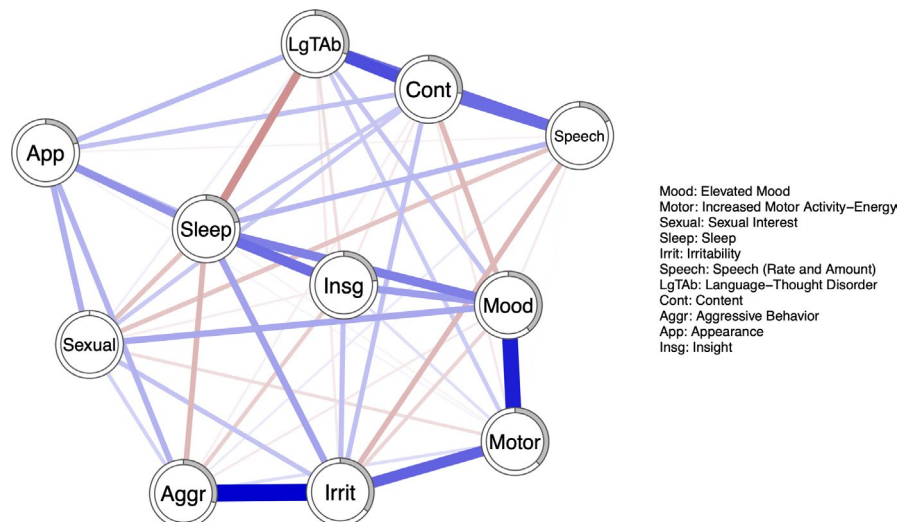 LgTAb
Cont
Speech
App
Sleep
Insg
Mood
Sexual
Motor
Aggr
Irrit
Mood: Elevated Mood
Motor: Increased Motor Activity−Energy
Sexual: Sexual Interest
Sleep: Sleep
Irrit: Irritability
Speech: Speech (Rate and Amount)
LgTAb: Language−Thought Disorder
Cont: Content
Aggr: Aggressive Behavior
App: Appearance
Insg: Insight